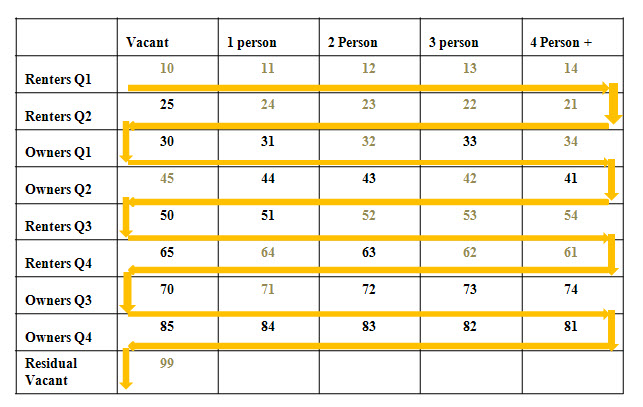 Vacant 1 person 2 Person 3 person 4 Person +
Renters Q1 10 11 12 13 14
Renters Q2 25 24 23 22 21
Owners Q1 30 31 32 33 34
Owners Q2 45 44 43 42 41
Renters Q3 50 51 52 53 54
Renters Q4 65 64 63 62 61
Owners Q3 70 71 72 73 74
Owners Q4 85 84 83 82 81
Residual
Vacant 99